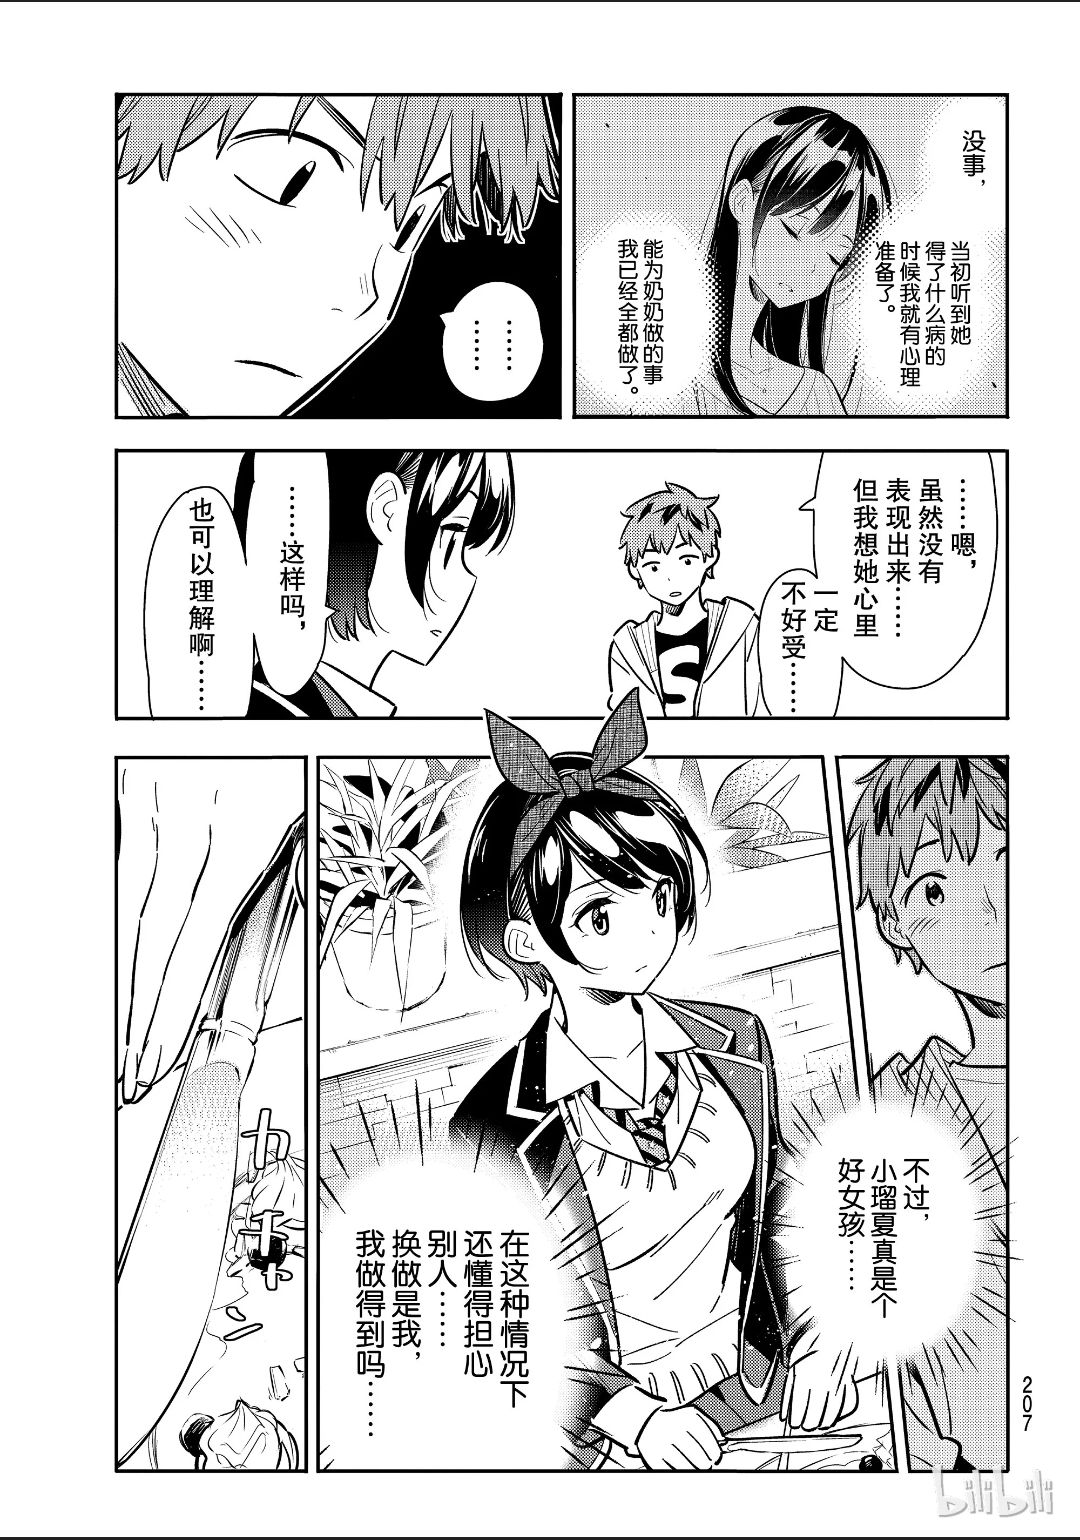 没事，
当初听到她
得了什么病的
时候我就有心理
准备了。
能为奶奶做的事
我已经全都做了。
……
……
……嗯，
虽然没有
表现出来……
但我想她心里
一定
不好受……
……这样吗，
也可以理解啊……
不过，
小瑠夏真是个
好女孩……
在这种情况下
还懂得担心
别人……
换做是我，
我做得到吗……
カチャン
207
bilibili